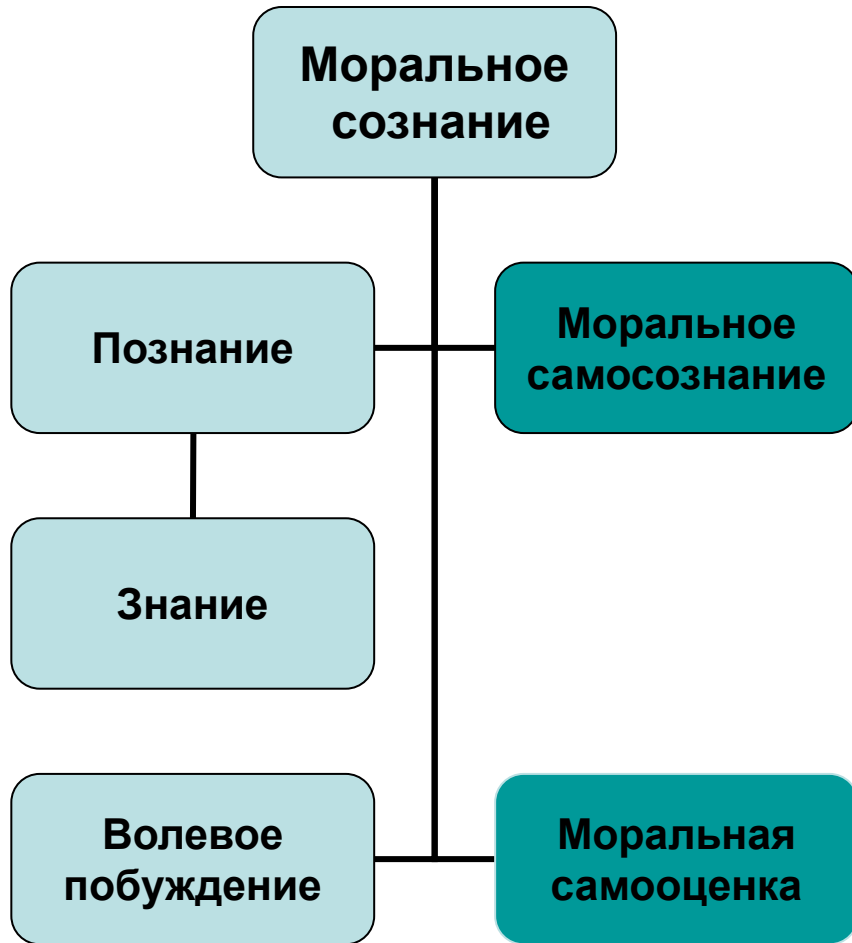 Моральное
сознание
Познание
Моральное
самосознание
Знание
Волевое
побуждение
Моральная
самооценка